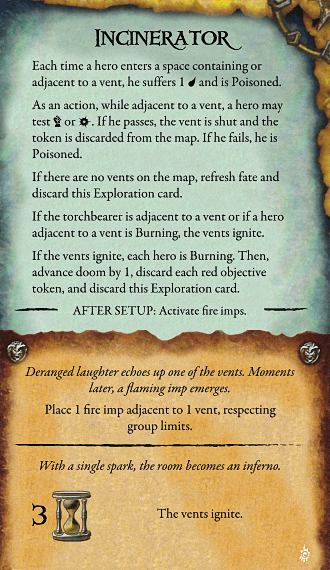 INCINERATOR
Each time a hero enters a space containing or
adjacent to a vent, he suffers 1 and is Poisoned.
As an action, while adjacent to a vent, a hero may
test or . If he passes, the vent is shut and the
token is discarded from the map. If he fails, he is
Poisoned.
If there are no vents on the map, refresh fate and
discard this Exploration card.
If the torchbearer is adjacent to a vent or if a hero
adjacent to a vent is Burning, the vents ignite.
If the vents ignite, each hero is Burning. Then,
advance doom by 1, discard each red objective
token, and discard this Exploration card.
AFTER SETUP: Activate fire imps.
Deranged laughter echoes up one of the vents. Moments
later, a flaming imp emerges.
Place 1 fire imp adjacent to 1 vent, respecting
group limits.
With a single spark, the room becomes an inferno.
3 The vents ignite.